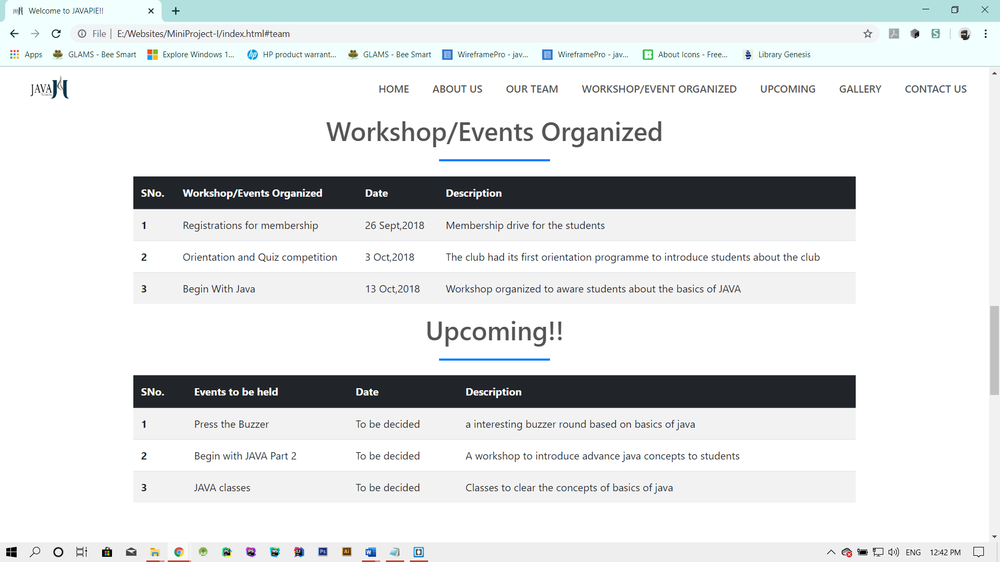 Welcome to JAVAPIE!!
File | E:/Websites/MiniProject-I/index.html#team
Apps GLAMS - Bee Smart Explore Windows 1... HP product warrant... GLAMS - Bee Smart WireframePro - jav... WireframePro - jav... About Icons - Free... Library Genesis
JAVA HOME ABOUT US OUR TEAM WORKSHOP/EVENT ORGANIZED UPCOMING GALLERY CONTACT US
Workshop/Events Organized
SNo. Workshop/Events Organized Date Description
1 Registrations for membership 26 Sept,2018 Membership drive for the students
2 Orientation and Quiz competition 3 Oct,2018 The club had its first orientation programme to introduce students about the club
3 Begin With Java 13 Oct,2018 Workshop organized to aware students about the basics of JAVA
Upcoming!!
SNo. Events to be held Date Description
1 Press the Buzzer To be decided a interesting buzzer round based on basics of java
2 Begin with JAVA Part 2 To be decided A workshop to introduce advance java concepts to students
3 JAVA classes To be decided Classes to clear the concepts of basics of java
PC PS WS IJ Ps Ai W ENG 12:42 PM